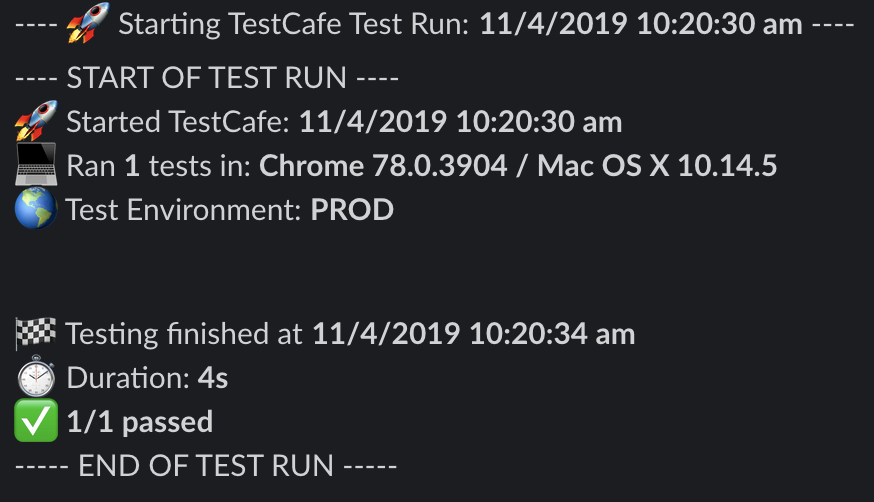 ---- 🚀 Starting TestCafe Test Run: 11/4/2019 10:20:30 am ----
---- START OF TEST RUN ----
🚀 Started TestCafe: 11/4/2019 10:20:30 am
💻 Ran 1 tests in: Chrome 78.0.3904 / Mac OS X 10.14.5
🌎 Test Environment: PROD
🏁 Testing finished at 11/4/2019 10:20:34 am
⏱ Duration: 4s
✅ 1/1 passed
----- END OF TEST RUN -----